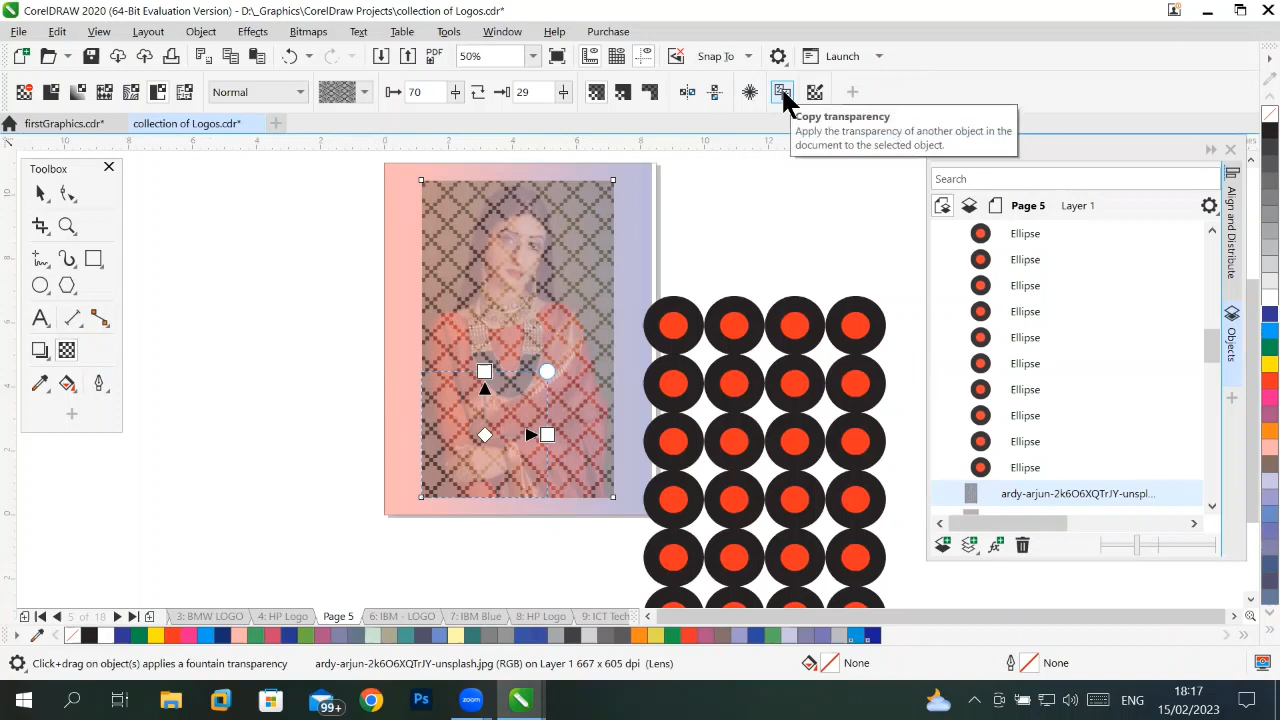 CorelDRAW 2020 (64-Bit Evaluation Version) - D:\_Graphics\CorelDraw Projects\collection of Logos.cdr*
File Edit View Layout Object Effects Bitmaps Text Table Tools Window Help Purchase
PDF 50% Snap To Launch
Normal 70 29
Copy transparency
Apply the transparency of another object in the
document to the selected object.
firstGraphics.cdr* collection of Logos.cdr*
Toolbox
Search
Page 5 Layer 1
Align and Distribute
Objects
Ellipse
Ellipse
Ellipse
Ellipse
Ellipse
Ellipse
Ellipse
Ellipse
Ellipse
Ellipse
ardy-arjun-2k6O6XQTrJY-unspl...
5 of 18 3: BMW LOGO 4: HP Logo Page 5 6: IBM - LOGO 7: IBM Blue 8: HP Logo 9: ICT Tech
Click+drag on object(s) applies a fountain transparency ardy-arjun-2k6O6XQTrJY-unsplash.jpg (RGB) on Layer 1 667 x 605 dpi (Lens) None None
99+ Ps zoom ENG 18:17
15/02/2023